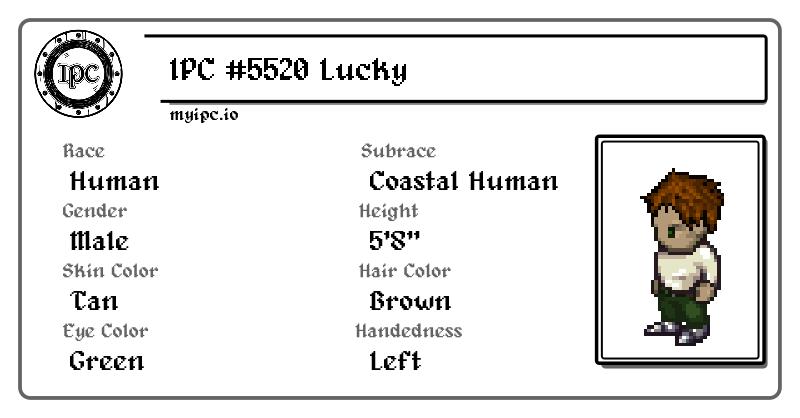 IPC
IPC #5520 Lucky
myipc.io
Race
Human
Subrace
Coastal Human
Gender
Male
Height
5'8"
Skin Color
Tan
Hair Color
Brown
Eye Color
Green
Handedness
Left